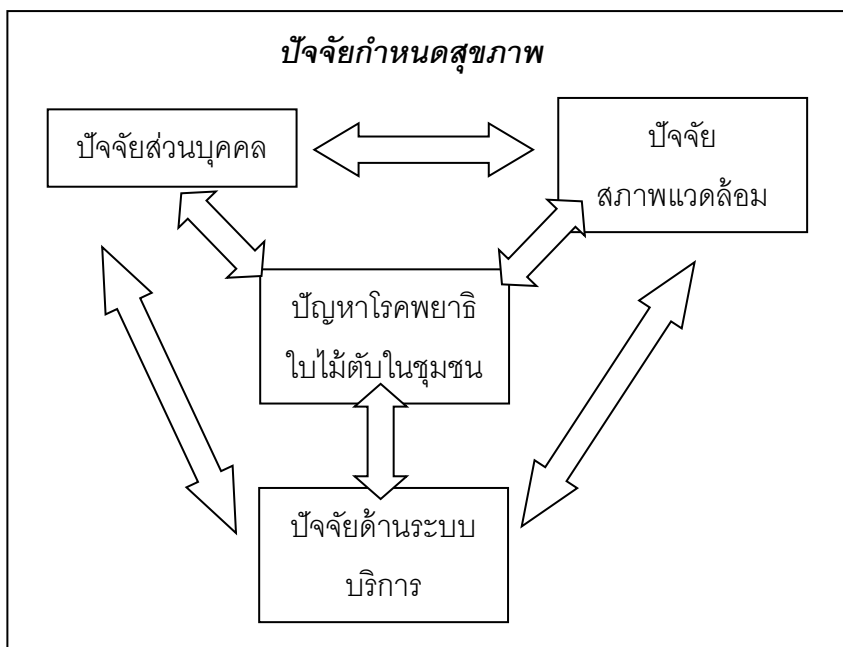 ปัจจัยกำหนดสุขภาพ
ปัจจัยส่วนบุคคล
ปัจจัย
สภาพแวดล้อม
ปัญหาโรคพยาธิ
ใบไม้ตับในชุมชน
ปัจจัยด้านระบบ
บริการ